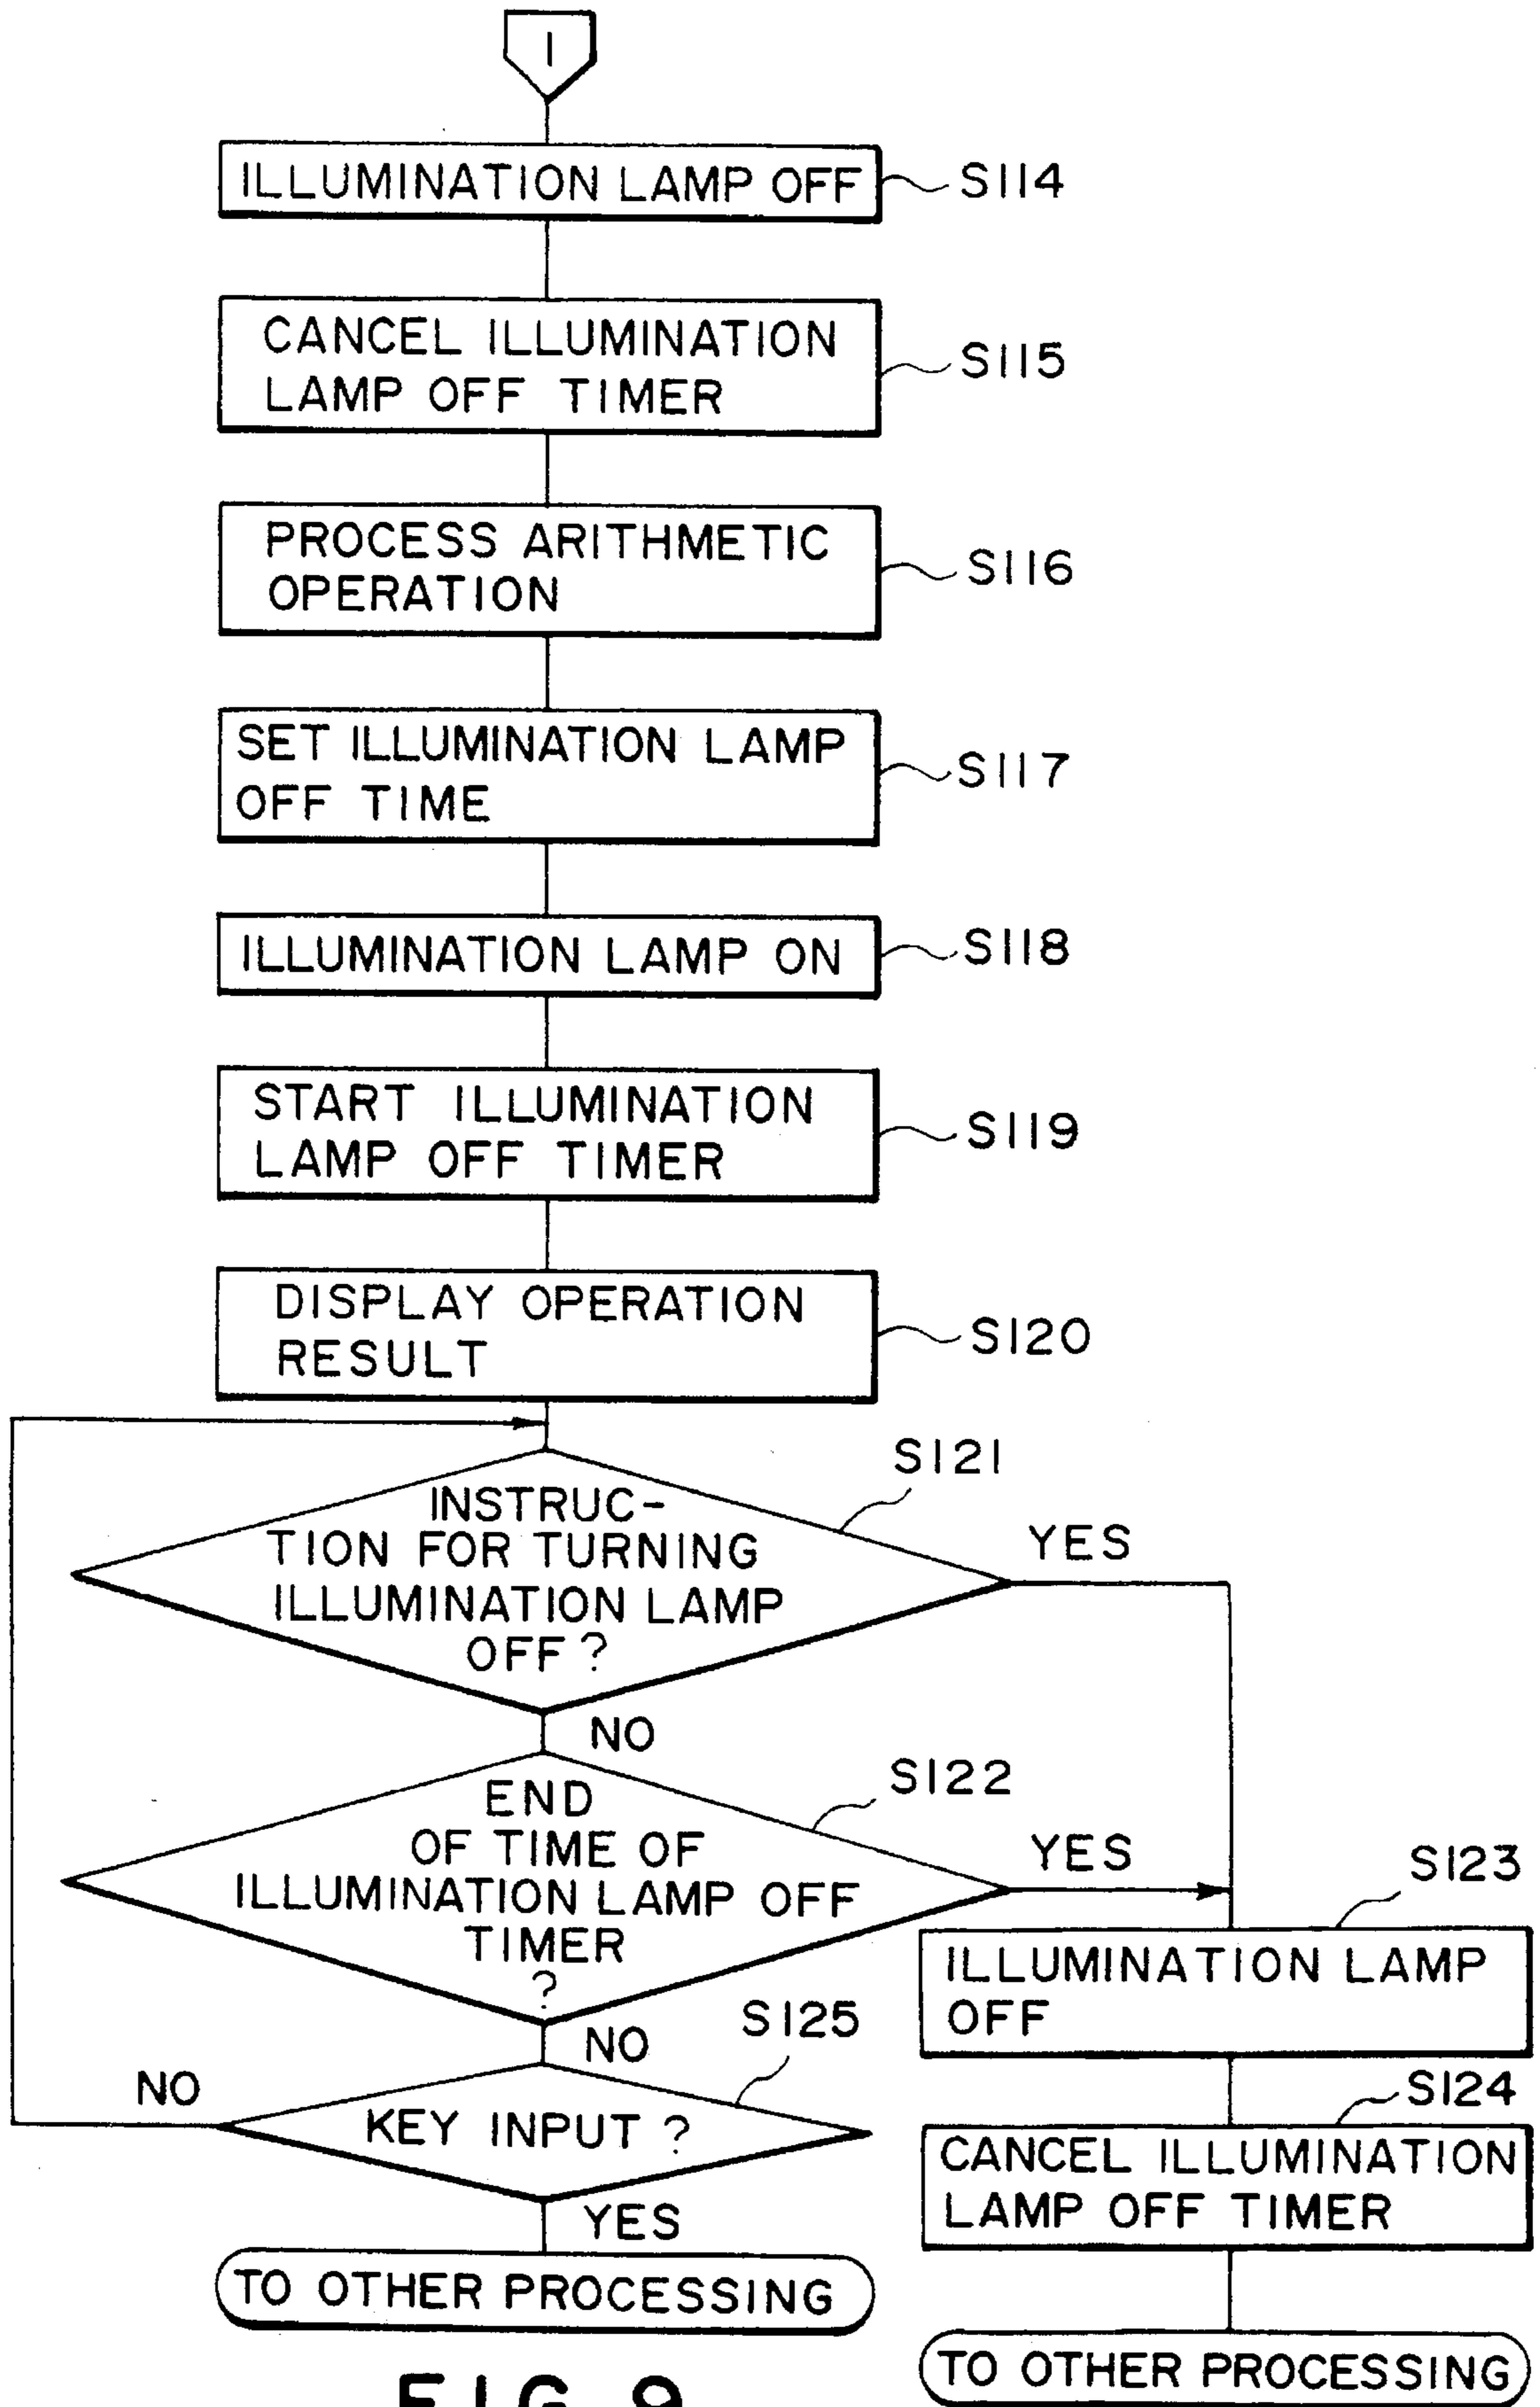 1
ILLUMINATION LAMP OFF
S114
CANCEL ILLUMINATION
LAMP OFF TIMER
S115
PROCESS ARITHMETIC
OPERATION
S116
SET ILLUMINATION LAMP
OFF TIME
S117
ILLUMINATION LAMP ON
S118
START ILLUMINATION
LAMP OFF TIMER
S119
DISPLAY OPERATION
RESULT
S120
S121
INSTRUC-
TION FOR TURNING
ILLUMINATION LAMP
OFF?
YES
NO
S122
END
OF TIME OF
ILLUMINATION LAMP OFF
TIMER
?
YES
NO
S123
ILLUMINATION LAMP
OFF
S124
CANCEL ILLUMINATION
LAMP OFF TIMER
TO OTHER PROCESSING
S125
KEY INPUT?
NO
YES
TO OTHER PROCESSING
FIG. 9